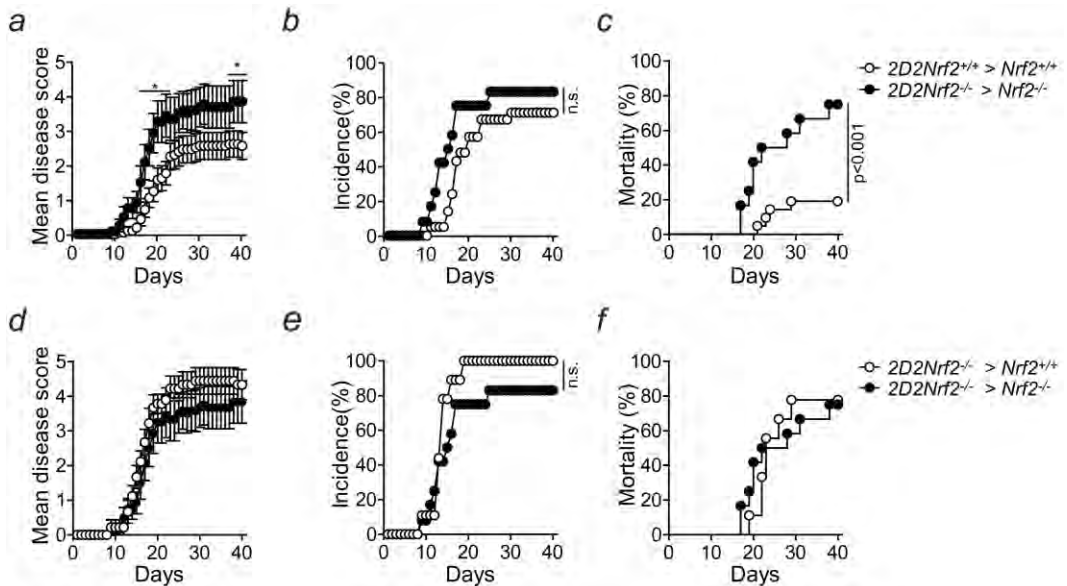 a
b
c
Mean disease score
5
4
3
2
1
0
0 10 20 30 40
Days
*
*
Incidence(%)
100
80
60
40
20
0
0 10 20 30 40
Days
n.s.
Mortality (%)
100
80
60
40
20
0
0 10 20 30 40
Days
p<0.001
2D2Nrf2+/+ > Nrf2+/+
2D2Nrf2-/- > Nrf2-/-
d
e
f
Mean disease score
5
4
3
2
1
0
0 10 20 30 40
Days
Incidence(%)
100
80
60
40
20
0
0 10 20 30 40
Days
n.s.
Mortality (%)
100
80
60
40
20
0
0 10 20 30 40
Days
2D2Nrf2-/- > Nrf2+/+
2D2Nrf2-/- > Nrf2-/-